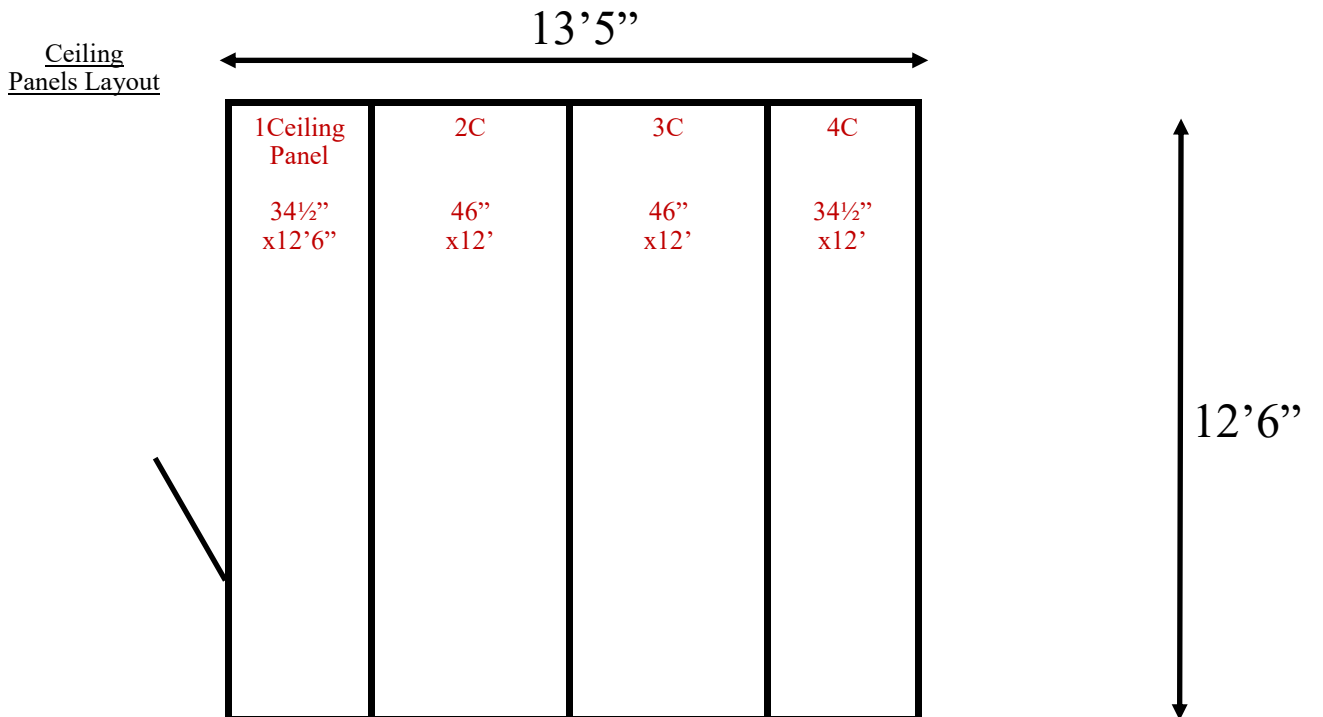 13’5”
Ceiling
Panels Layout
1Ceiling
Panel
34½”
x12’6”
2C
46”
x12’
3C
46”
x12’
4C
34½”
x12’
12’6”